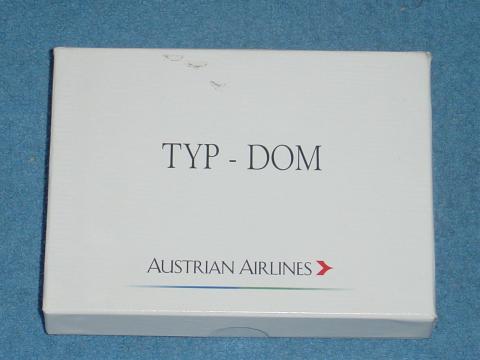 TYP - DOM
AUSTRIAN AIRLINES